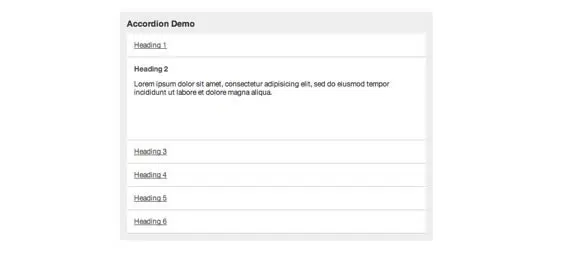 Accordion Demo
Heading 1
Heading 2
Lorem ipsum dolor sit amet, consectetur adipisicing elit, sed do eiusmod tempor
incididunt ut labore et dolore magna aliqua.
Heading 3
Heading 4
Heading 5
Heading 6